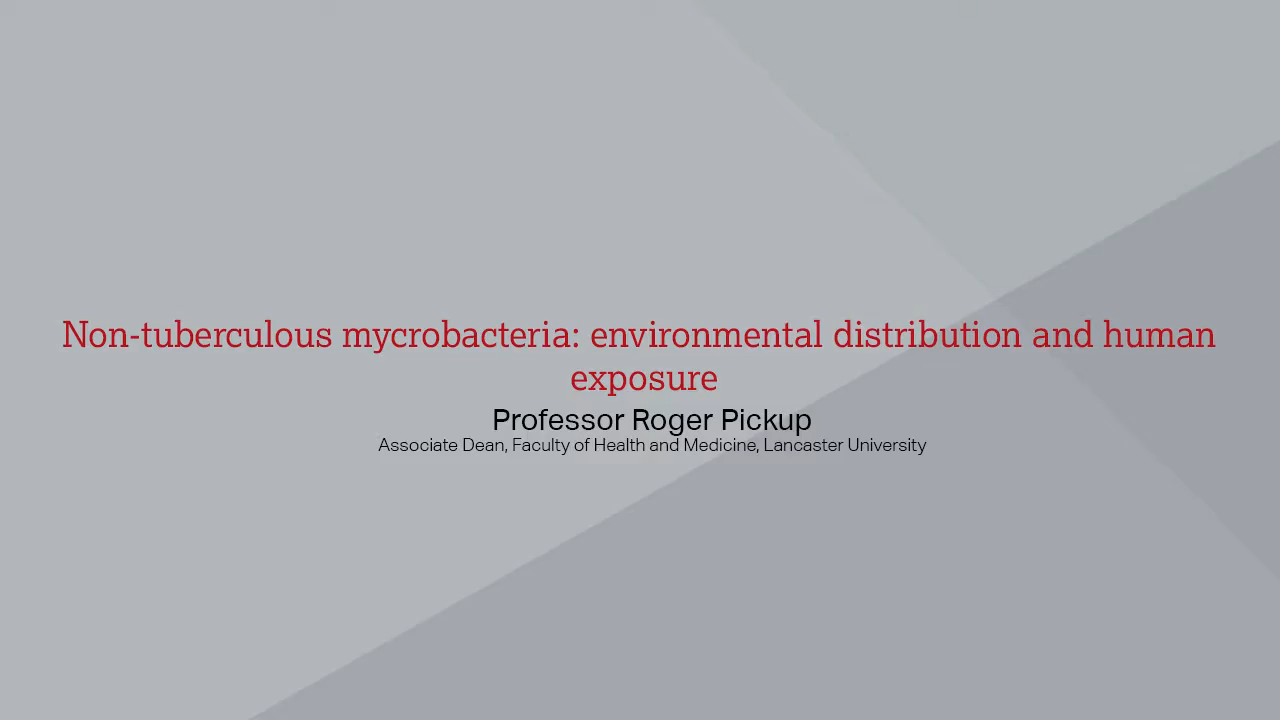 Non-tuberculous mycrobacteria: environmental distribution and human
exposure
Professor Roger Pickup
Associate Dean, Faculty of Health and Medicine, Lancaster University